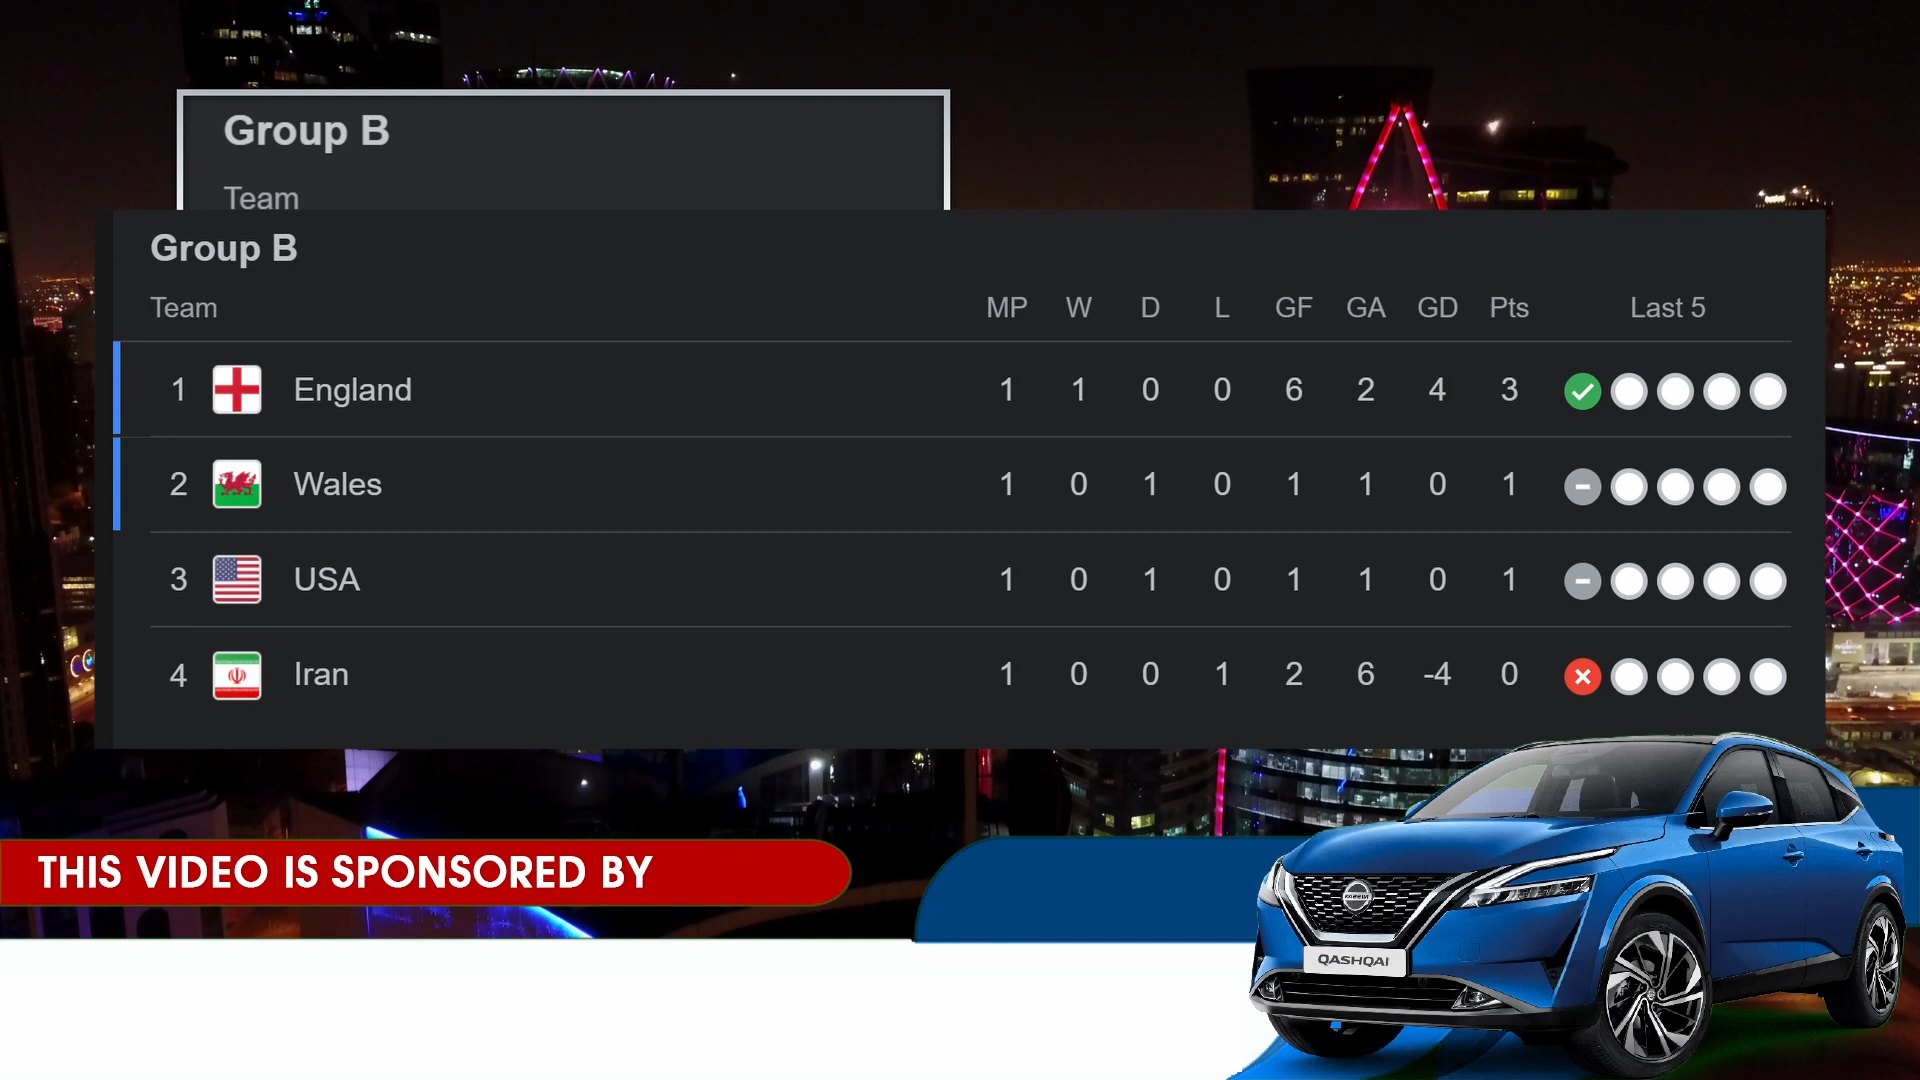 Group B
Team
Group B
Team MP W D L GF GA GD Pts Last 5
1 England 1 1 0 0 6 2 4 3
2 Wales 1 0 1 0 1 1 0 1
3 USA 1 0 1 0 1 1 0 1
4 Iran 1 0 0 1 2 6 -4 0
THIS VIDEO IS SPONSORED BY
QASHQAI